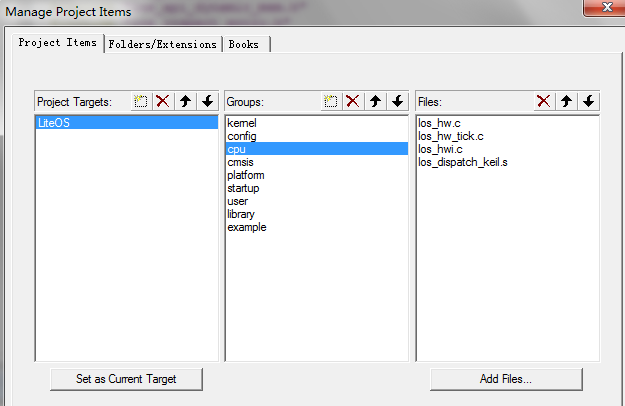 Manage Project Items
Project Items
Folders/Extensions
Books
Project Targets:
Groups:
Files:
LiteOS
kernel
config
cpu
cmsis
platform
startup
user
library
example
los_hw.c
los_hw_tick.c
los_hwi.c
los_dispatch_keil.s
Set as Current Target
Add Files...